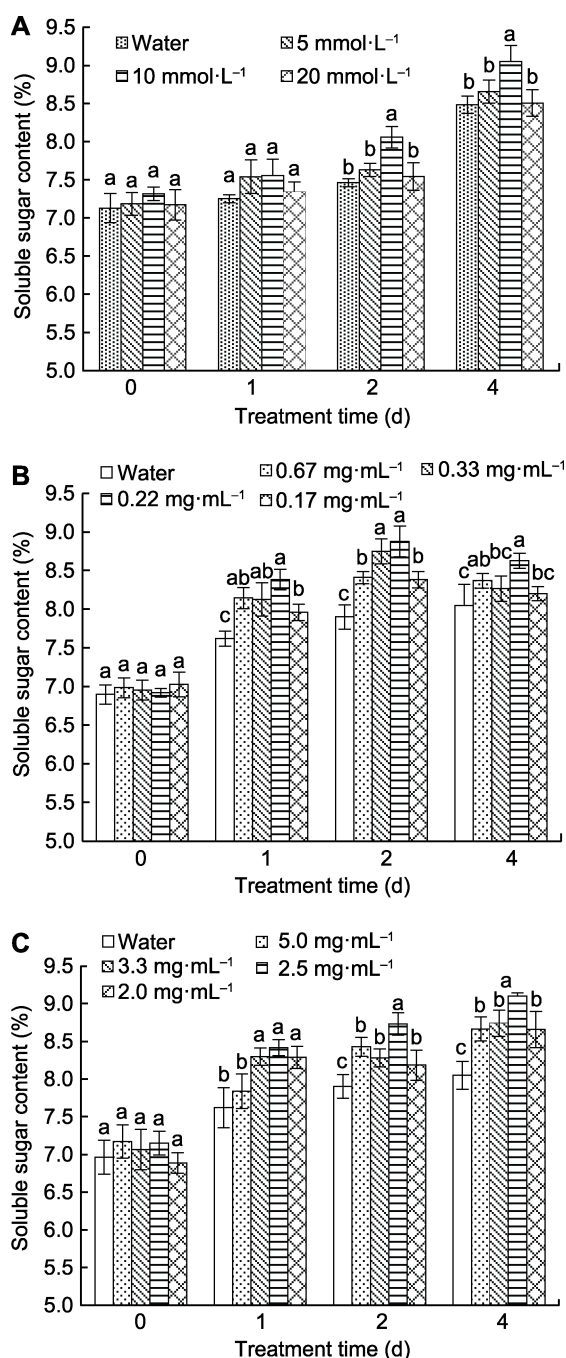 A
Water
5 mmol·L⁻¹
10 mmol·L⁻¹
20 mmol·L⁻¹
Soluble sugar content (%)
9.5
9.0
8.5
8.0
7.5
7.0
6.5
6.0
5.5
5.0
a a a a
a a a a
b b a b
b b a b
0 1 2 4
Treatment time (d)
B
Water
0.67 mg·mL⁻¹
0.33 mg·mL⁻¹
0.22 mg·mL⁻¹
0.17 mg·mL⁻¹
Soluble sugar content (%)
9.5
9.0
8.5
8.0
7.5
7.0
6.5
6.0
5.5
5.0
a a a a a
c ab ab a b
c b a a b
c ab bc a bc
0 1 2 4
Treatment time (d)
C
Water
5.0 mg·mL⁻¹
3.3 mg·mL⁻¹
2.5 mg·mL⁻¹
2.0 mg·mL⁻¹
Soluble sugar content (%)
9.5
9.0
8.5
8.0
7.5
7.0
6.5
6.0
5.5
5.0
a a a a a
b b a a a
c b b a b
c b b a b
0 1 2 4
Treatment time (d)